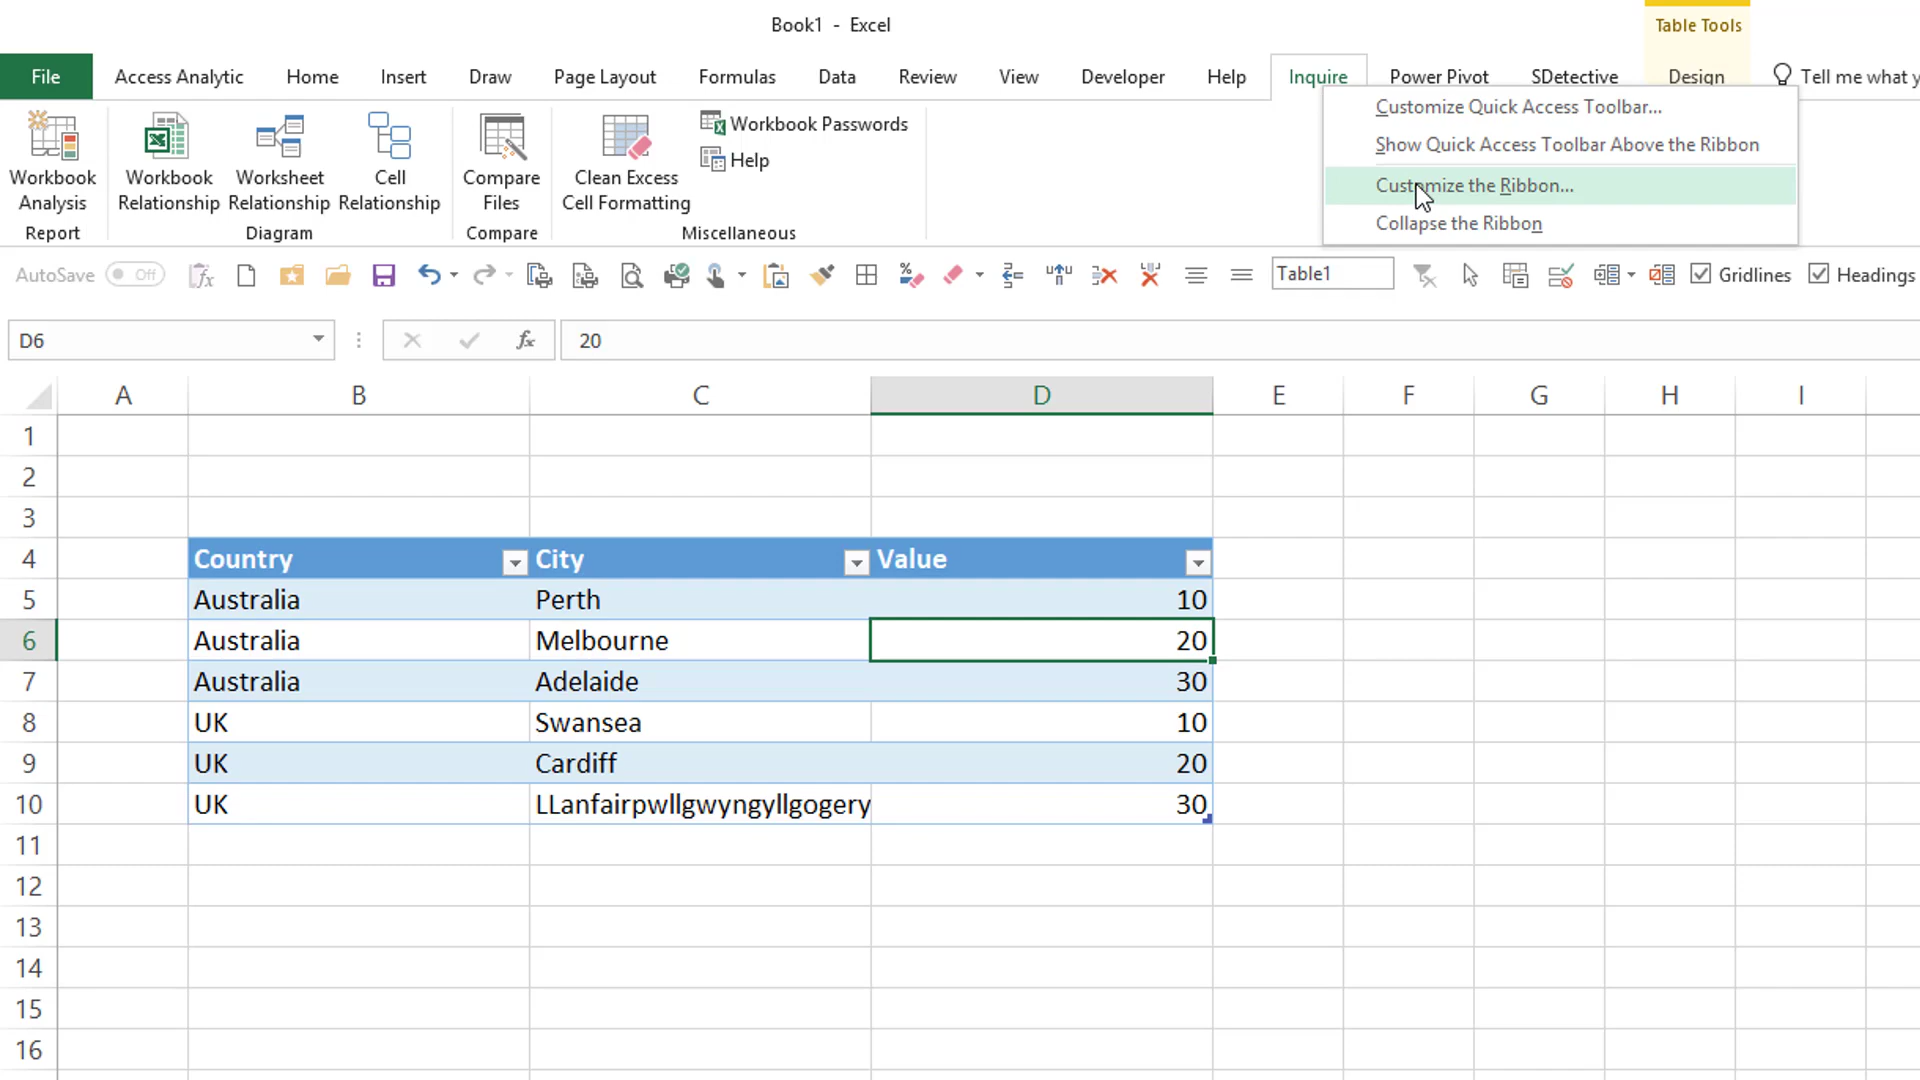 Book1 - Excel
Table Tools
File Access Analytic Home Insert Draw Page Layout Formulas Data Review View Developer Help Inquire Power Pivot SDetective Design Tell me what y
Customize Quick Access Toolbar...
Show Quick Access Toolbar Above the Ribbon
Customize the Ribbon...
Collapse the Ribbon
Workbook Analysis
Workbook Relationship
Worksheet Relationship
Cell Relationship
Compare Files
Clean Excess Cell Formatting
Workbook Passwords
Help
Report Diagram Compare Miscellaneous
AutoSave Off Table1 Gridlines Headings
D6 fx 20
A B C D E F G H I
1
2
3
4 Country City Value
5 Australia Perth 10
6 Australia Melbourne 20
7 Australia Adelaide 30
8 UK Swansea 10
9 UK Cardiff 20
10 UK LLanfairpwllgwyngyllgogery 30
11
12
13
14
15
16